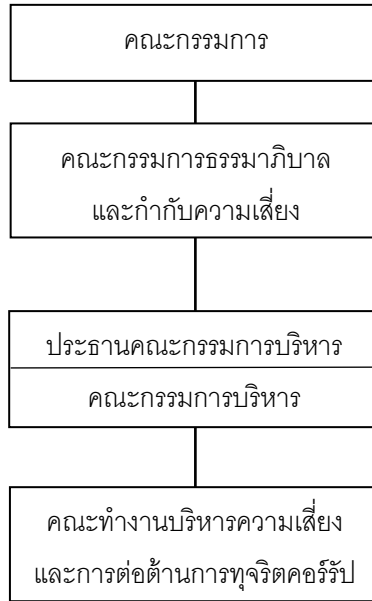 คณะกรรมการ
คณะกรรมการธรรมาภิบาล
และกำกับความเสี่ยง
ประธานคณะกรรมการบริหาร
คณะกรรมการบริหาร
คณะทำงานบริหารความเสี่ยง
และการต่อต้านการทุจริตคอร์รัป